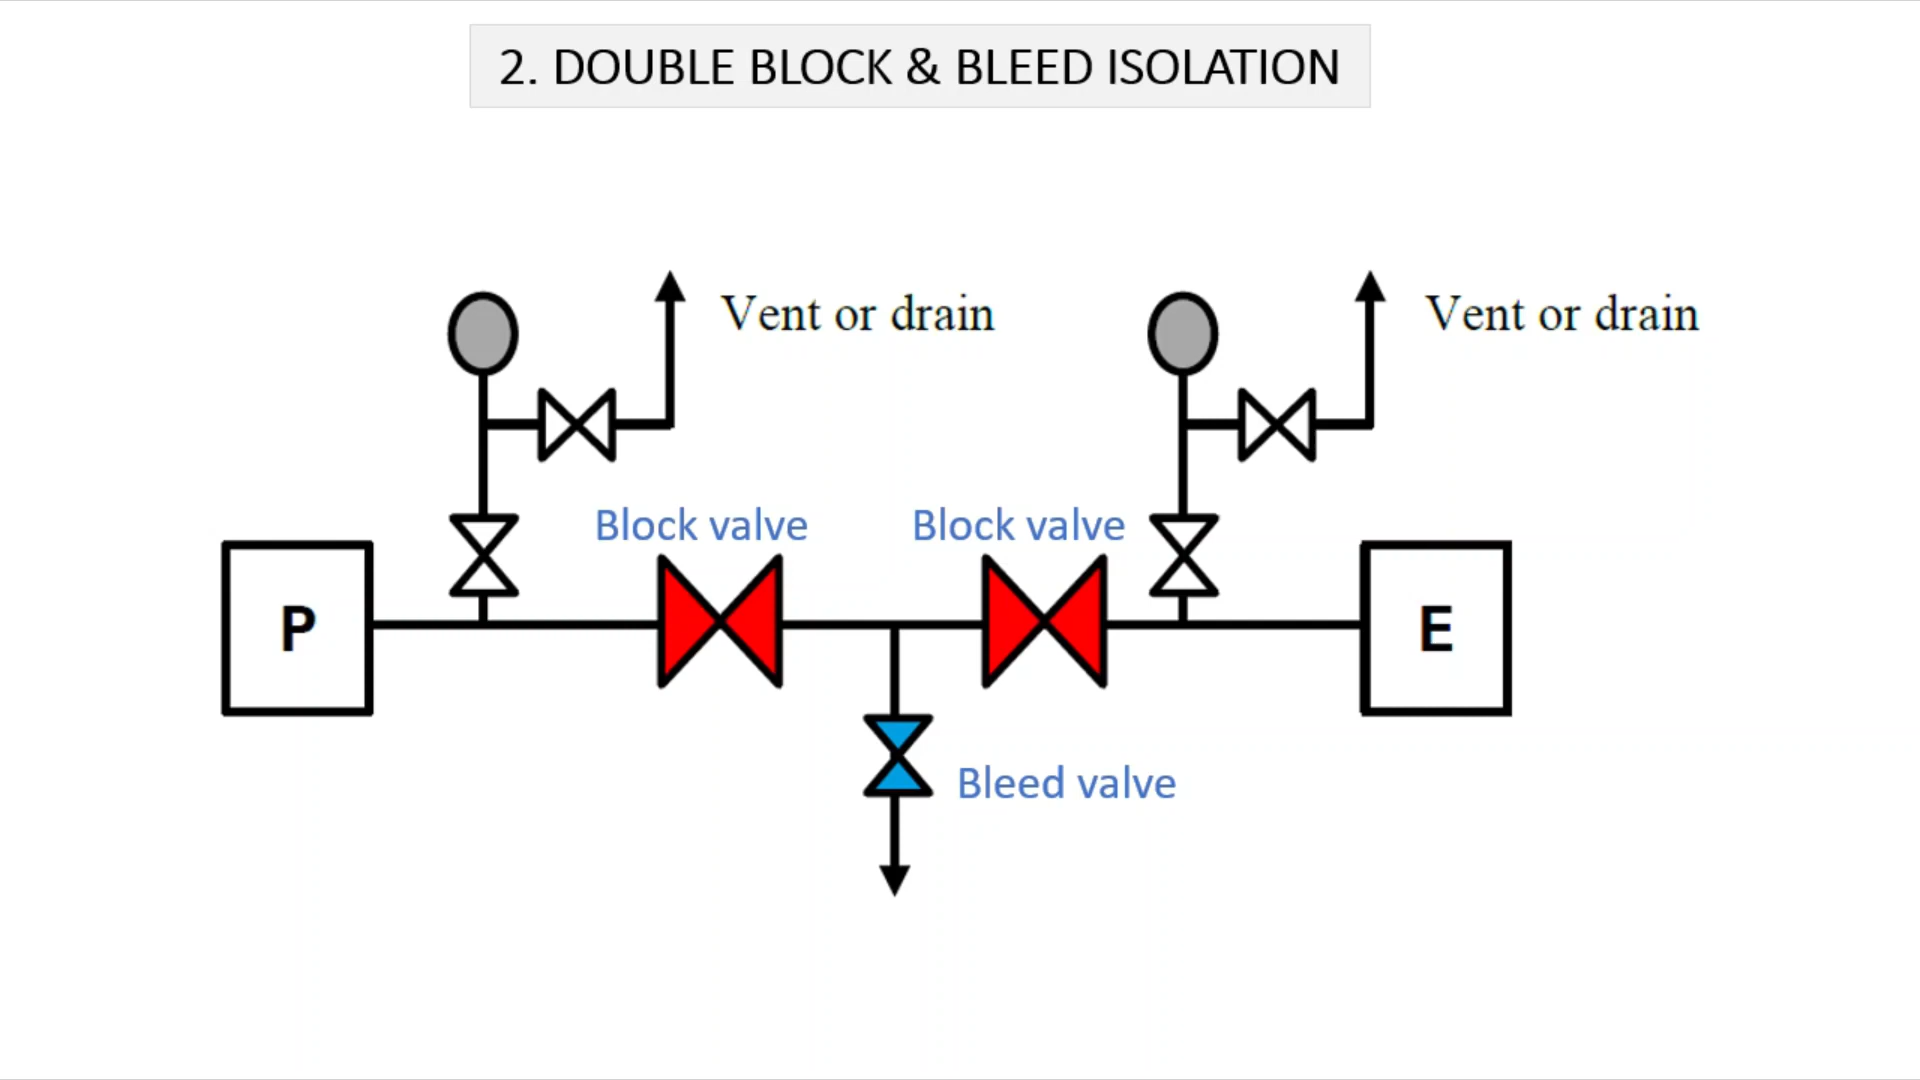 2. DOUBLE BLOCK & BLEED ISOLATION
Vent or drain
Vent or drain
Block valve
Block valve
P
E
Bleed valve